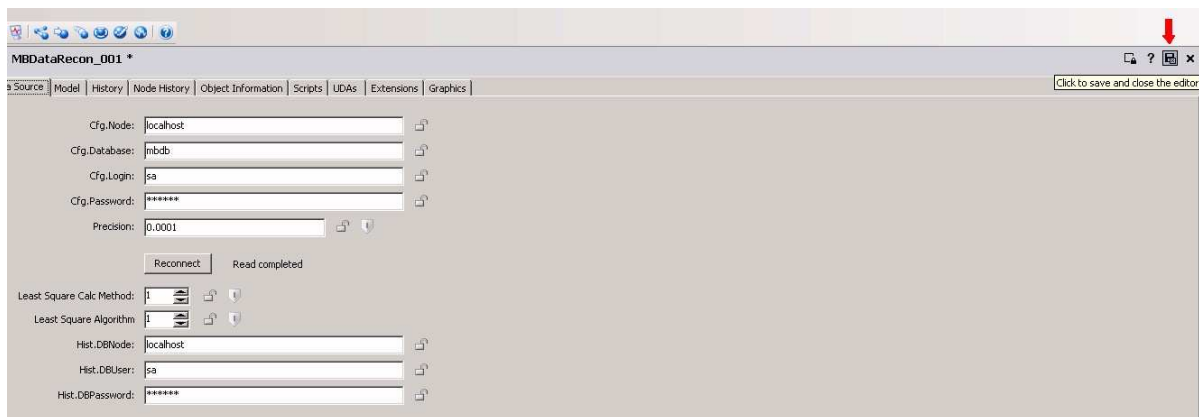 MBDataRecon_001 *
?
Click to save and close the editor
a Source Model History Node History Object Information Scripts UDAs Extensions Graphics
Cfg.Node: localhost
Cfg.Database: mbdb
Cfg.Login: sa
Cfg.Password: ******
Precision: 0.0001
Reconnect Read completed
Least Square Calc Method: 1
Least Square Algorithm 1
Hist.DBNode: localhost
Hist.DBUser: sa
Hist.DBPassword: ******